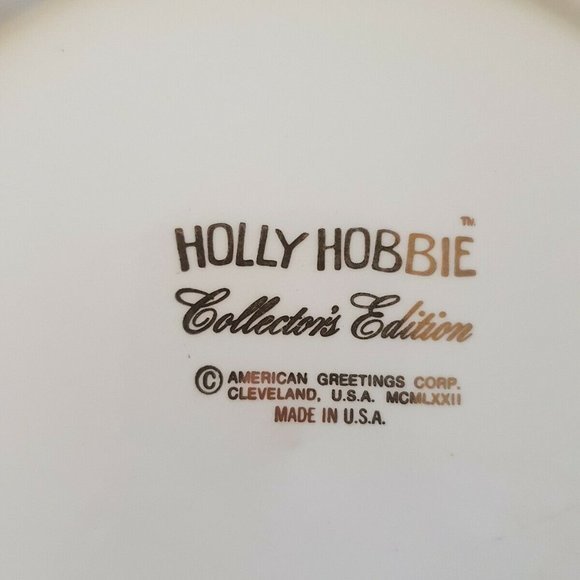 HOLLY HOBBIE™
Collector's Edition
© AMERICAN GREETINGS CORP.
CLEVELAND, U.S.A. MCMLXXII
MADE IN U.S.A.